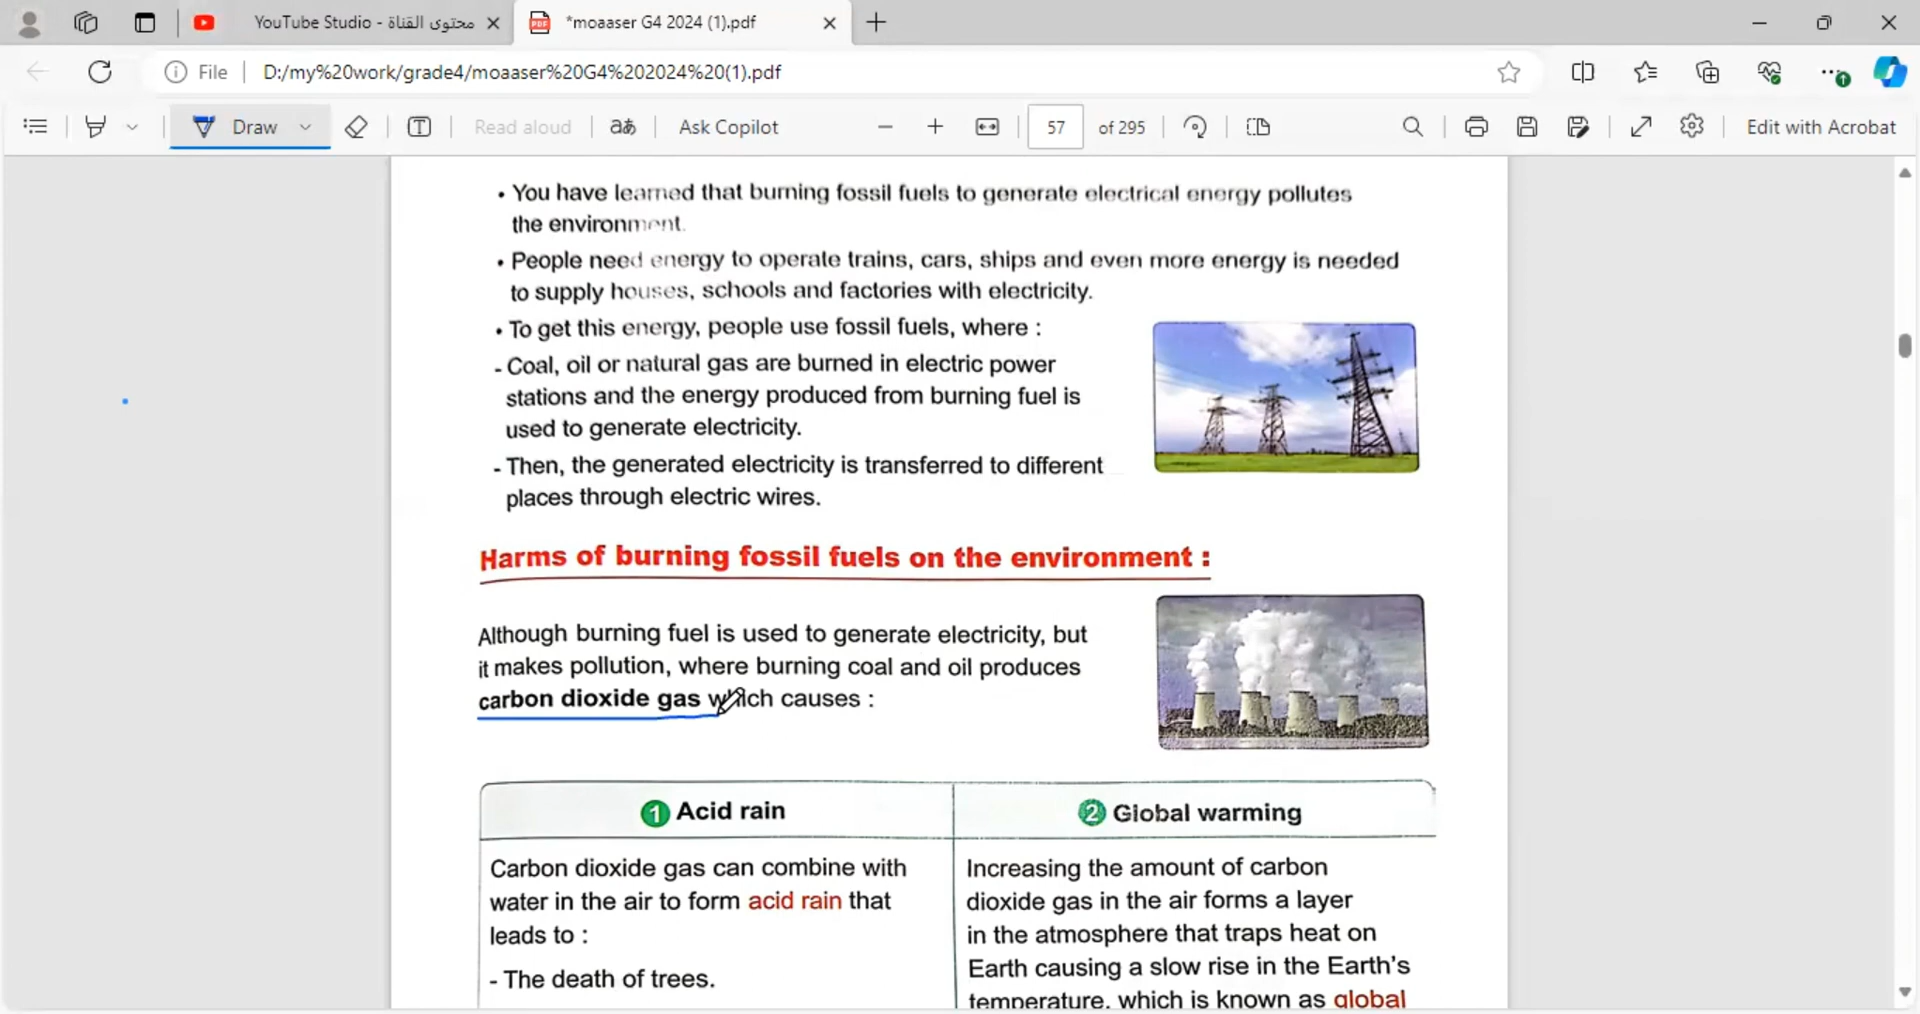 YouTube Studio - محتوى القناة
*moaaser G4 2024 (1).pdf
File
D:/my%20work/grade4/moaaser%20G4%202024%20(1).pdf
Draw
Read aloud
aあ
Ask Copilot
57 of 295
Edit with Acrobat
• You have learned that burning fossil fuels to generate electrical energy pollutes
the environment.
• People need energy to operate trains, cars, ships and even more energy is needed
to supply houses, schools and factories with electricity.
• To get this energy, people use fossil fuels, where :
- Coal, oil or natural gas are burned in electric power
stations and the energy produced from burning fuel is
used to generate electricity.
- Then, the generated electricity is transferred to different
places through electric wires.
Harms of burning fossil fuels on the environment :
Although burning fuel is used to generate electricity, but
it makes pollution, where burning coal and oil produces
carbon dioxide gas which causes :
1 Acid rain
Carbon dioxide gas can combine with
water in the air to form acid rain that
leads to :
- The death of trees.
2 Global warming
Increasing the amount of carbon
dioxide gas in the air forms a layer
in the atmosphere that traps heat on
Earth causing a slow rise in the Earth's
temperature, which is known as global